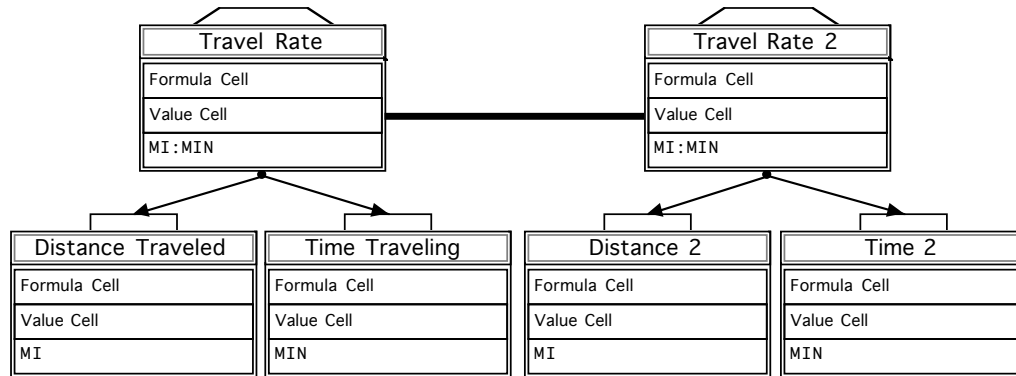 Travel Rate
Formula Cell
Value Cell
MI:MIN
Travel Rate 2
Formula Cell
Value Cell
MI:MIN
Distance Traveled
Formula Cell
Value Cell
MI
Time Traveling
Formula Cell
Value Cell
MIN
Distance 2
Formula Cell
Value Cell
MI
Time 2
Formula Cell
Value Cell
MIN